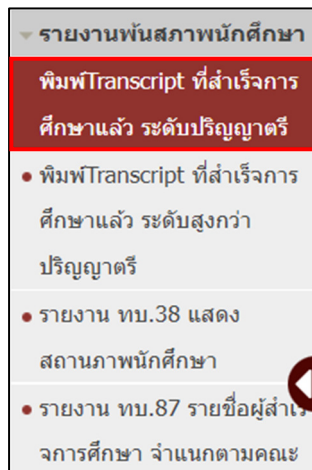 รายงานพ้นสภาพนักศึกษา
พิมพ์Transcript ที่สำเร็จการ
ศึกษาแล้ว ระดับปริญญาตรี
พิมพ์Transcript ที่สำเร็จการ
ศึกษาแล้ว ระดับสูงกว่า
ปริญญาตรี
รายงาน ทบ.38 แสดง
สถานภาพนักศึกษา
รายงาน ทบ.87 รายชื่อผู้สำเร็
จการศึกษา จำแนกตามคณะ